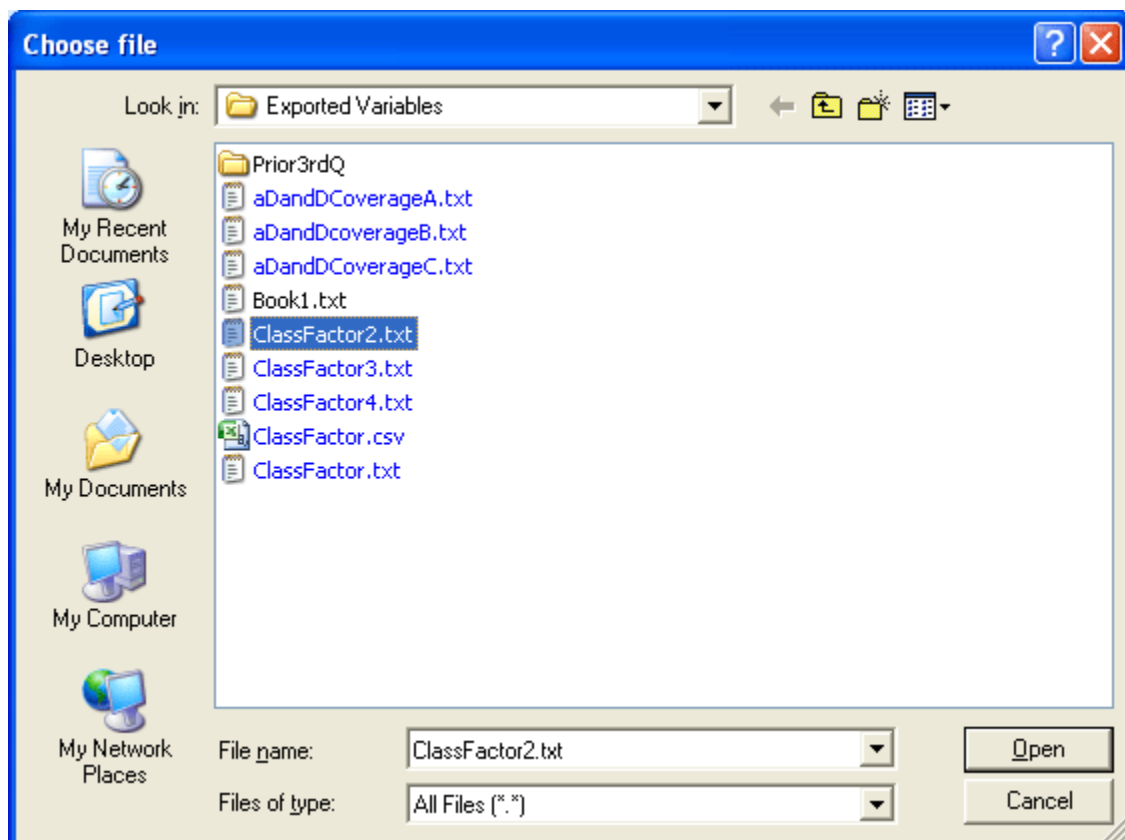 Choose file
Look in:
Exported Variables
My Recent
Documents
Desktop
My Documents
My Computer
My Network
Places
Prior3rdQ
aDandDCoverageA.txt
aDandDcoverageB.txt
aDandDCoverageC.txt
Book1.txt
ClassFactor2.txt
ClassFactor3.txt
ClassFactor4.txt
ClassFactor.csv
ClassFactor.txt
File name:
ClassFactor2.txt
Open
Files of type:
All Files (*.*)
Cancel